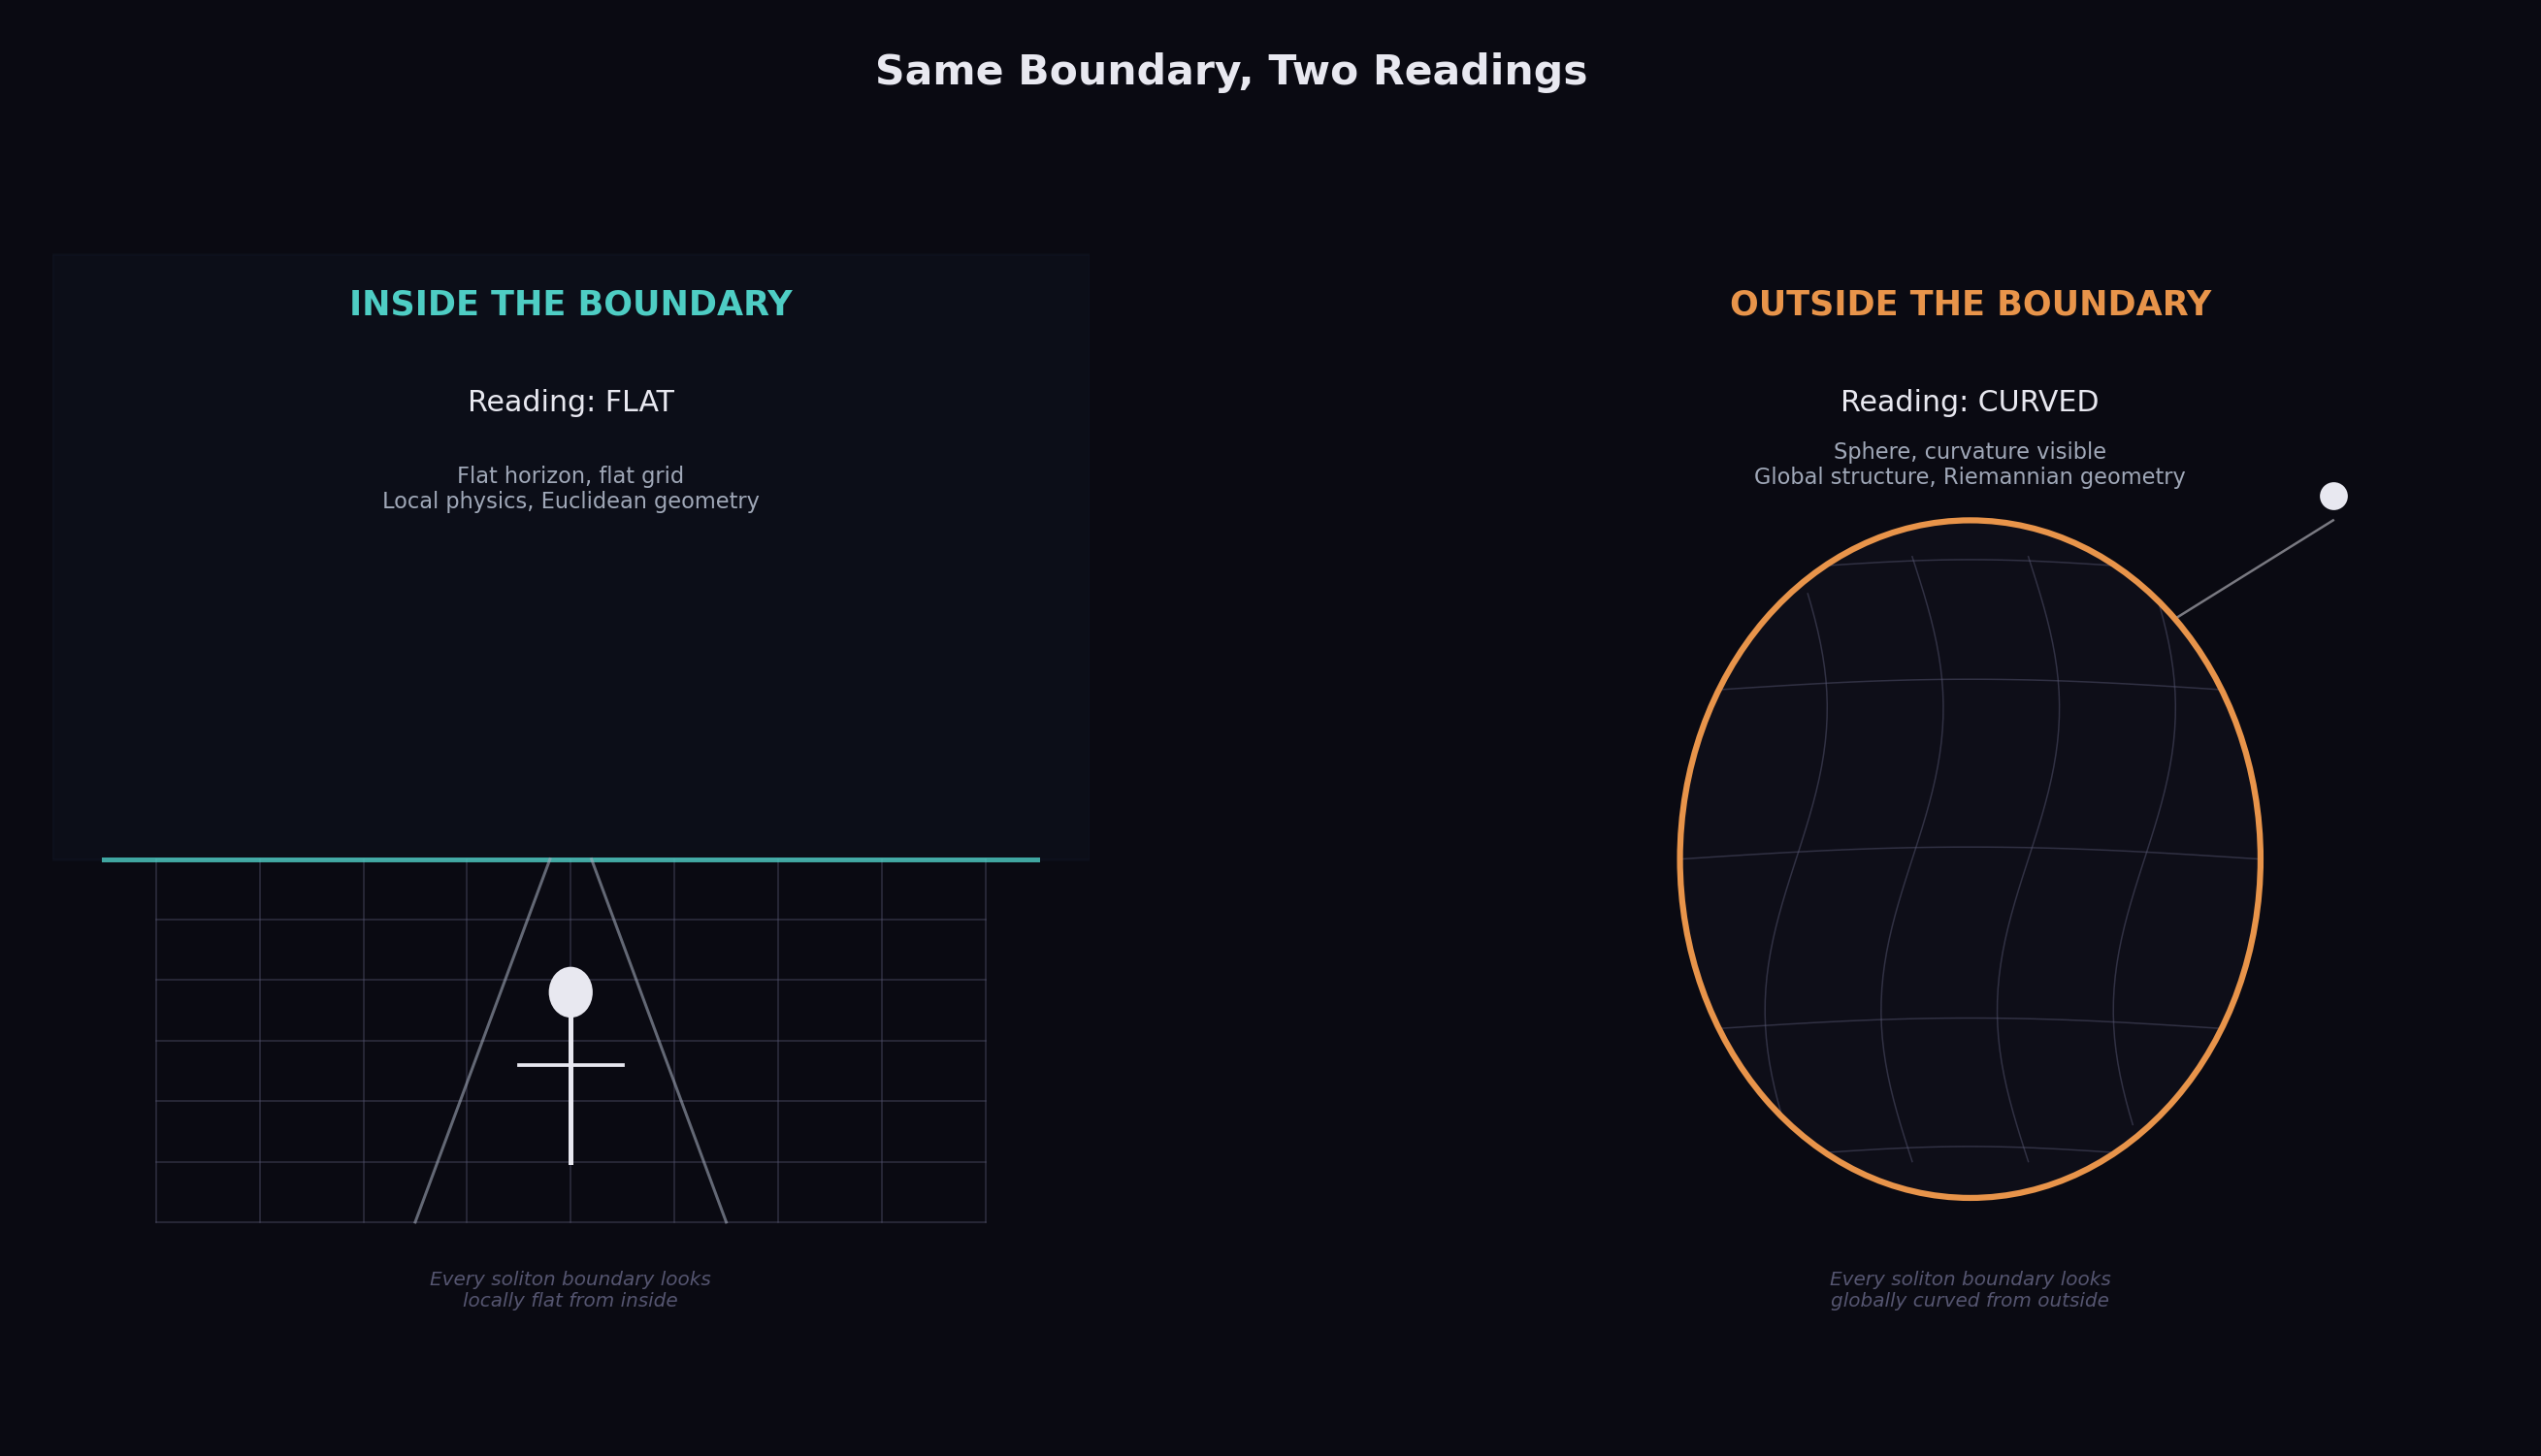 Same Boundary, Two Readings
INSIDE THE BOUNDARY
Reading: FLAT
Flat horizon, flat grid
Local physics, Euclidean geometry
Every soliton boundary looks
locally flat from inside
OUTSIDE THE BOUNDARY
Reading: CURVED
Sphere, curvature visible
Global structure, Riemannian geometry
Every soliton boundary looks
globally curved from outside